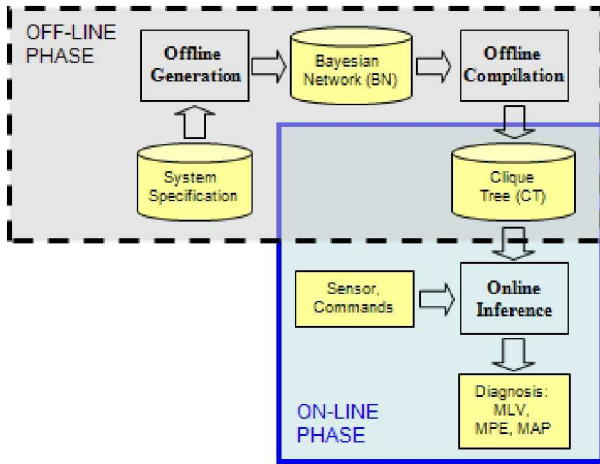 OFF-LINE
PHASE
Offline
Generation
Bayesian
Network (BN)
Offline
Compilation
System
Specification
Clique
Tree (CT)
Sensor,
Commands
Online
Inference
Diagnosis:
MLV,
MPE, MAP
ON-LINE
PHASE